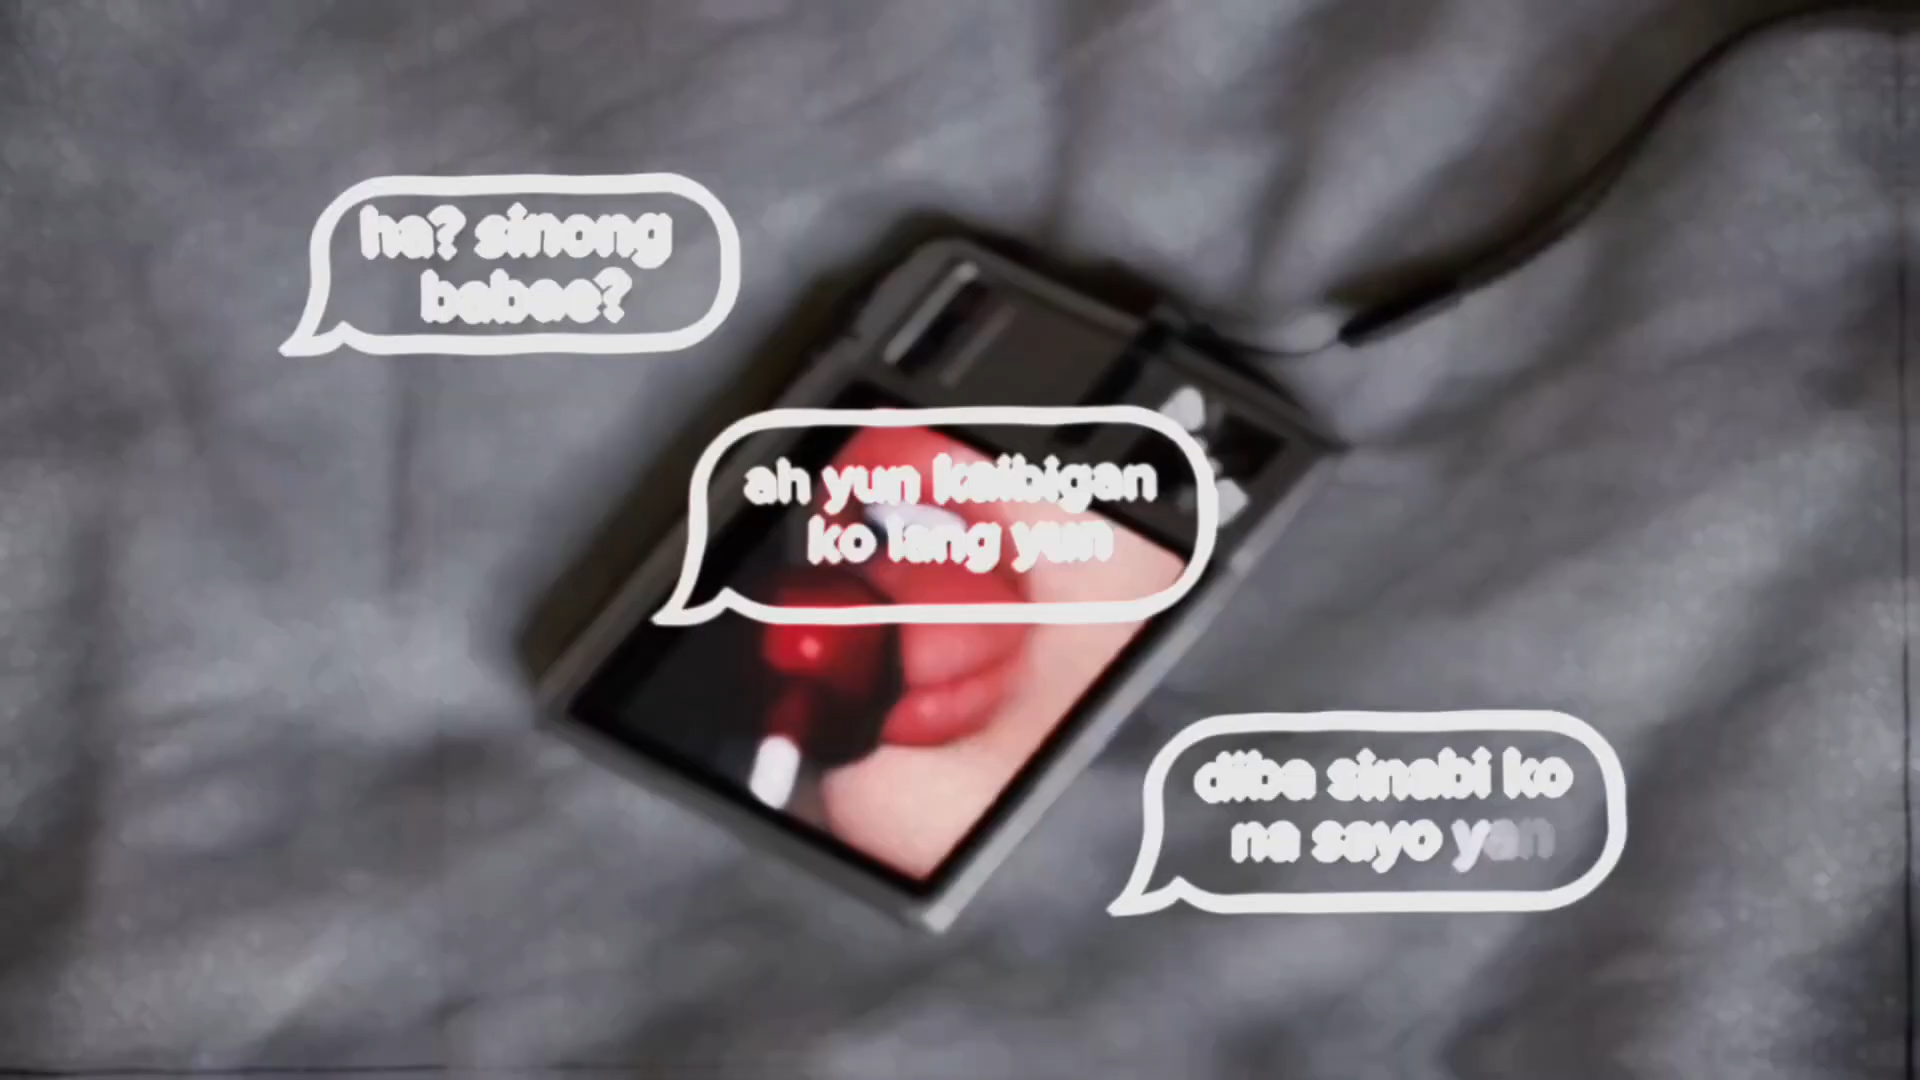 ha? sinong
babae?
ah yun kaibigan
ko lang yun
diba sinabi ko
na sayo yan